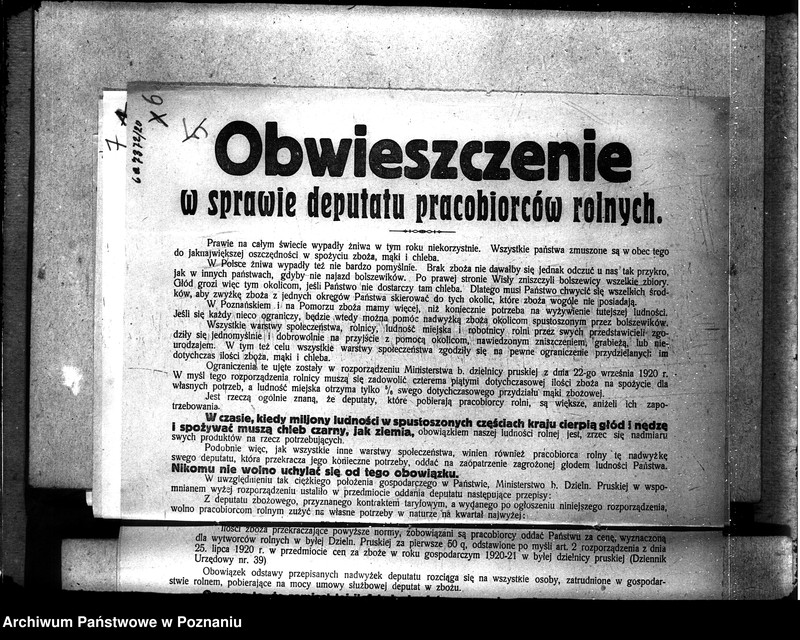 7
X6
6a 7872/20
5
Obwieszczenie
w sprawie deputatu pracobiorców rolnych.
Prawie na całym świecie wypadły żniwa w tym roku niekorzystnie. Wszystkie państwa zmuszone są w obec tego
do jaknajwiększej oszczędności w spożyciu zboża, mąki i chleba.
W Polsce żniwa wypadły też nie bardzo pomyślnie. Brak zboża nie dawałby się jednak odczuć u nas tak przykro,
jak w innych państwach, gdyby nie najazd bolszewików. Po prawej stronie Wisły zniszczyli bolszewicy wszelkie zbiory.
Głód grozi więc tym okolicom, jeśli Państwo nie dostarczy tam chleba. Dlatego musi Państwo chwycić się wszelkich środ-
ków, aby zwyżkę zboża z jednych okręgów Państwa skierować do tych okolic, które zboża wogóle nie posiadają.
W Poznańskiem i na Pomorzu zboża mamy więcej, niż koniecznie potrzeba na wyżywienie tutejszej ludności.
Jeśli się każdy nieco ograniczy, będzie wtedy można pomóc nadwyżką zboża okolicom spustoszonym przez bolszewików.
Wszystkie warstwy społeczeństwa, rolnicy, ludność miejska i robotnicy rolni przez swych przedstawicieli zgo-
dziły się jednomyślnie i dobrowolnie na przyjście z pomocą okolicom, nawiedzonym zniszczeniem, grabieżą, lub nie-
urodzajem. W tym też celu wszystkie warstwy społeczeństwa zgodziły się na pewne ograniczenie przydzielanych im
dotychczas ilości zboża, mąki i chleba.
Ograniczenia te ujęte zostały w rozporządzeniu Ministerstwa b. dzielnicy pruskiej z dnia 22-go września 1920 r.
W myśl tego rozporządzenia rolnicy muszą się zadowolić czterema piątymi dotychczasowej ilości zboża na spożycie dla
własnych potrzeb, a ludność miejska otrzyma tylko swego dotychczasowego przydziału mąki zbożowej.
Jest rzeczą ogólnie znaną, że deputaty, które pobierają pracobiorcy rolni, są większe, aniżeli ich zapo-
trzebowania.
W czasie, kiedy miljony ludności w spustoszonych częściach kraju cierpią głód i nędzę
i spożywać muszą chleb czarny, jak ziemia, obowiązkiem naszej ludności rolnej jest, zrzec się nadmiaru
swych produktów na rzecz potrzebujących.
Podobnie więc, jak wszystkie inne warstwy społeczeństwa, winien również pracobiorca rolny tę nadwyżkę
swego deputatu, która przekracza jego konieczne potrzeby, oddać na zaopatrzenie zagrożonej głodem ludności Państwa.
Nikomu nie wolno uchylać się od tego obowiązku.
W uwzględnieniu tak ciężkiego położenia gospodarczego w Państwie, Ministerstwo b. Dzieln. Pruskiej w wspo-
mnianem wyżej rozporządzeniu ustaliło w przedmiocie oddania deputatu następujące przepisy:
Z deputatu zbożowego, przyznanego kontraktem taryfowym, a wydanego po ogłoszeniu niniejszego rozporządzenia,
wolno pracobiorcom rolnym zużyć na własne potrzeby w naturze na kwartał najwyżej:
Ilości zboża przekraczające powyższe normy, zobowiązani są pracobiorcy oddać Państwu za cenę, wyznaczoną
dla wytworców rolnych w byłej Dzieln. Pruskiej za pierwsze 50 q, odstawione po myśli art. 2 rozporządzenia z dnia
25. lipca 1920 r. w przedmiocie cen za zboże w roku gospodarczym 1920-21 w byłej dzielnicy pruskiej (Dziennik
Urzędowy nr. 39)
Obowiązek odstawy przepisanych nadwyżek deputatu rozciąga się na wszystkie osoby, zatrudnione w gospodar-
stwie rolnem, pobierające na mocy umowy służbowej deputat w zbożu.
Archiwum Państwowe w Poznaniu